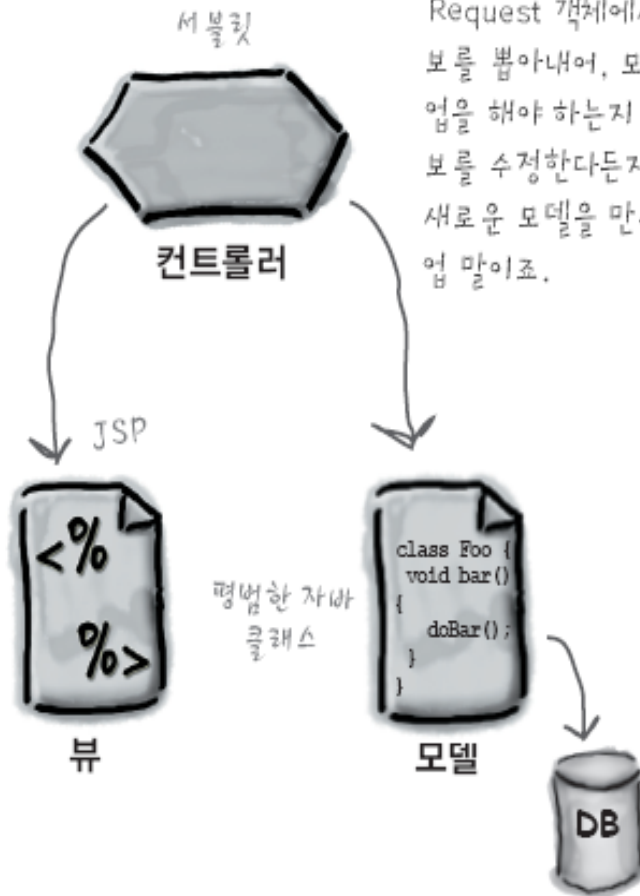 서블릿
Request 객체에서
보를 뽑아내어, 모
업을 해야 하는지
보를 수정한다든지
새로운 모델을 만
업 말이죠.
컨트롤러
JSP
<%
%>
평범한 자바
클래스
class Foo {
void bar()
{
doBar();
}
}
뷰
모델
DB